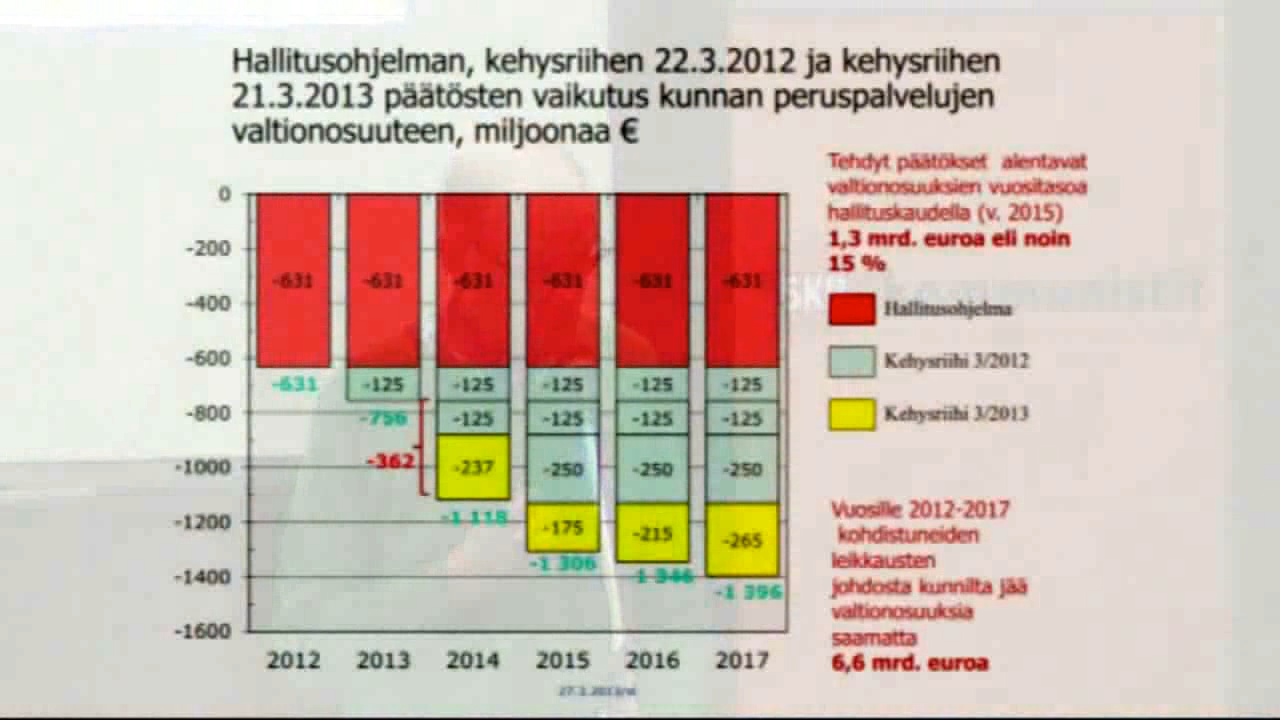 Hallitusohjelman, kehysriihen 22.3.2012 ja kehysriihen
21.3.2013 päätösten vaikutus kunnan peruspalvelujen
valtionosuuteen, miljoonaa €
Tehdyt päätökset alentavat
valtionosuuksien vuositasoa
hallituskaudella (v. 2015)
1,3 mrd. euroa eli noin
15 %
0
-200
-400
-600
-800
-1000
-1200
-1400
-1600
-631 -631 -631 -631 -631 -631
-631 -125 -125 -125 -125 -125
-756 -125 -125 -125 -125
-362 -237 -250 -250 -250
-1 118 -175 -215 -265
-1 306 -1 346 -1 396
2012 2013 2014 2015 2016 2017
SKP kommunistit
Hallitusohjelma
Kehysriihi 3/2012
Kehysriihi 3/2013
Vuosille 2012-2017
kohdistuneiden
leikkausten
johdosta kunnilta jää
valtionosuuksia
saamatta
6,6 mrd. euroa